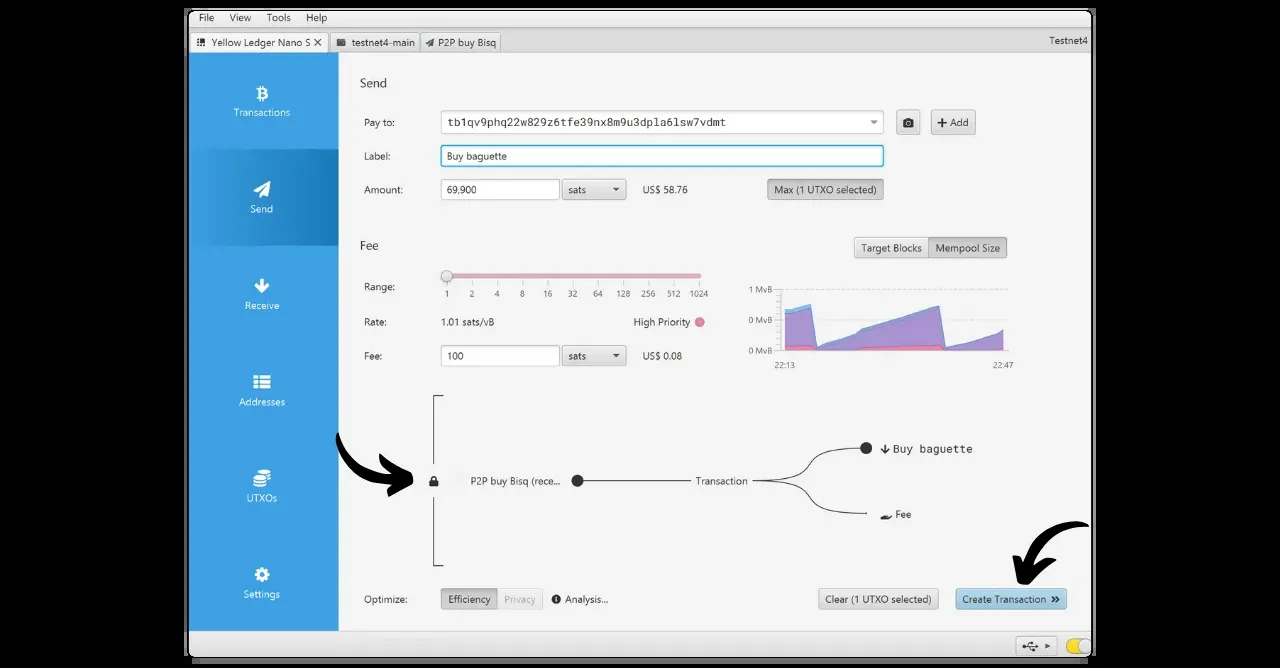 File View Tools Help
Yellow Ledger Nano S testnet4-main P2P buy Bisq Testnet4
Transactions
Send
Receive
Addresses
UTXOs
Settings
Send
Pay to: tb1qv9phq22w829z6tfe39nx8m9u3dpla6lsw7vdmt Add
Label: Buy baguette
Amount: 69,900 sats US$ 58.76 Max (1 UTXO selected)
Fee
Target Blocks Mempool Size
Range:
1 2 4 8 16 32 64 128 256 512 1024
Rate: 1.01 sats/vB High Priority
Fee: 100 sats US$ 0.08
1 MvB
0 MvB
0 MvB
22:13 22:47
Buy baguette
P2P buy Bisq (rece... Transaction
Fee
Optimize: Efficiency Privacy Analysis... Clear (1 UTXO selected) Create Transaction